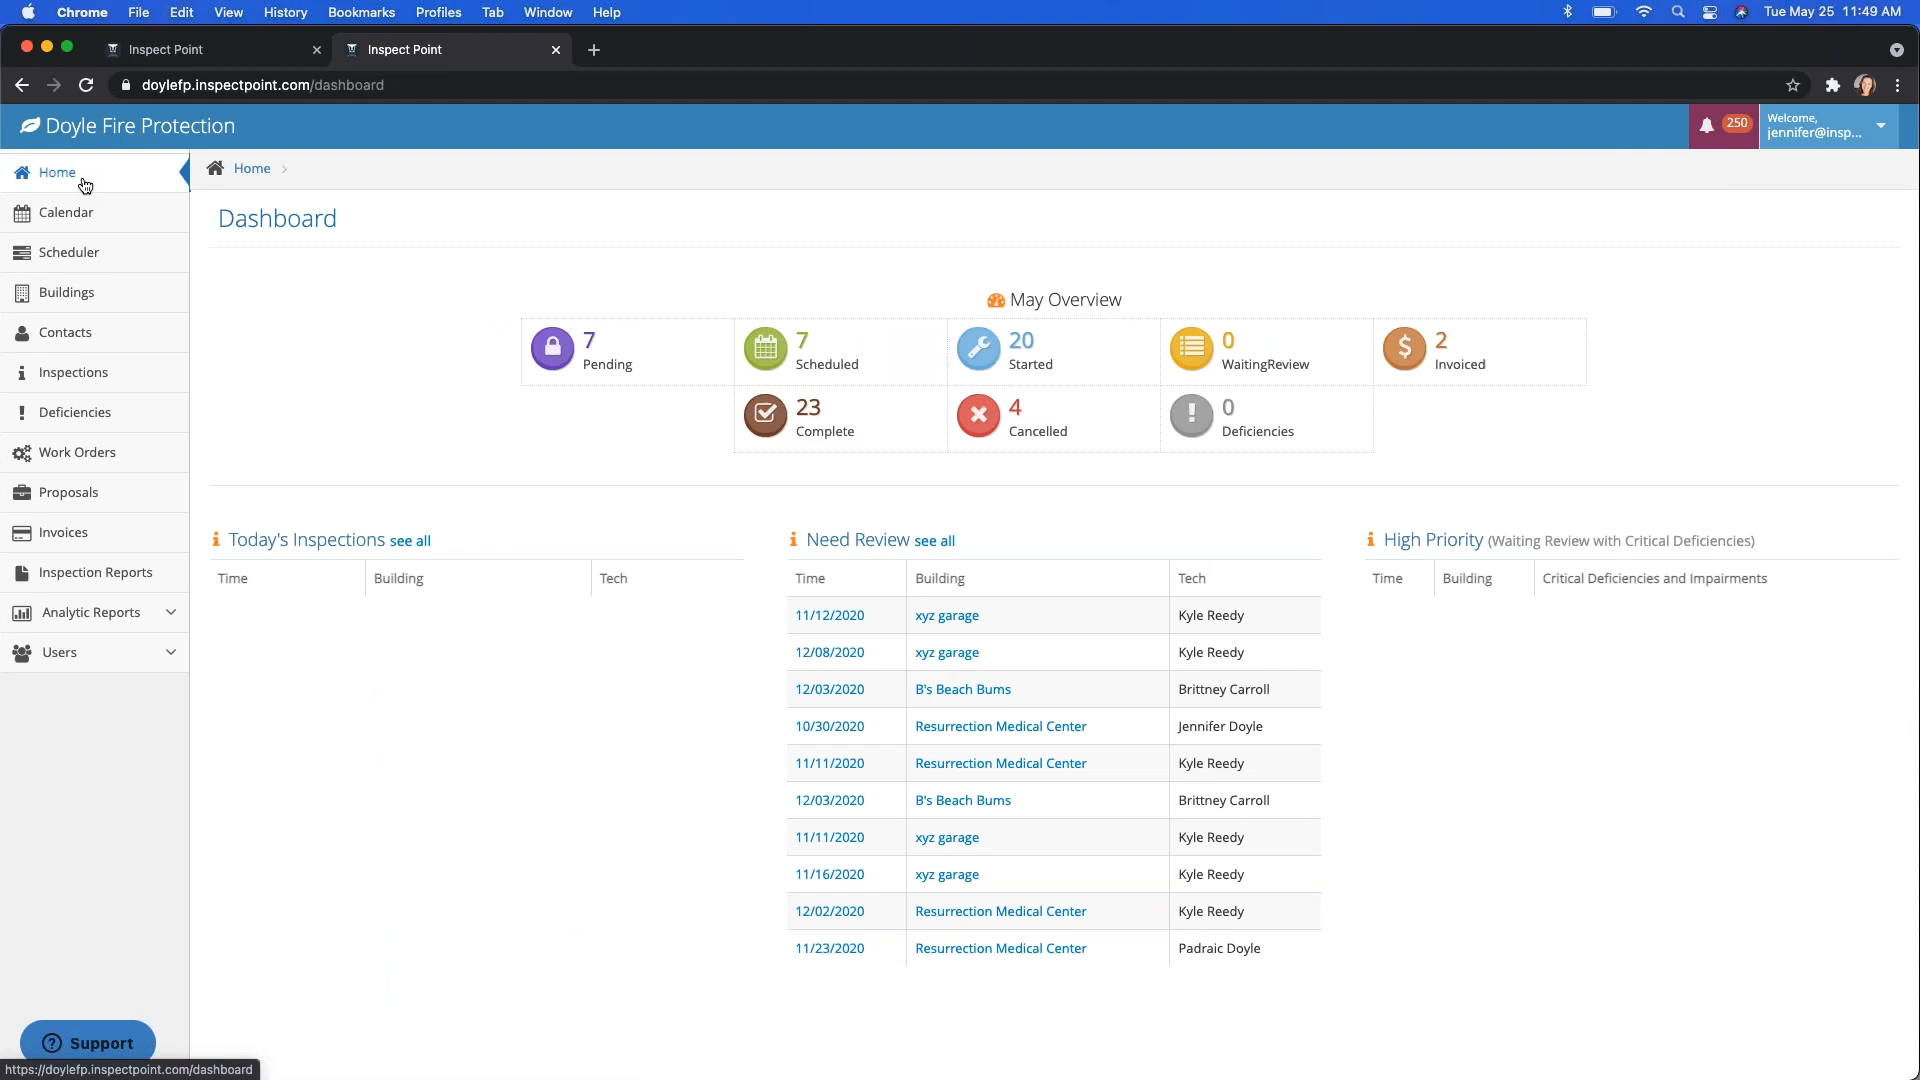 Chrome File Edit View History Bookmarks Profiles Tab Window Help Tue May 25 11:49 AM
Inspect Point Inspect Point
doylefp.inspectpoint.com/dashboard
Doyle Fire Protection
250
Welcome,
jennifer@insp...
Home
Calendar
Scheduler
Buildings
Contacts
Inspections
Deficiencies
Work Orders
Proposals
Invoices
Inspection Reports
Analytic Reports
Users
Support
https://doylefp.inspectpoint.com/dashboard
Home
Dashboard
May Overview
7 Pending
7 Scheduled
20 Started
0 WaitingReview
2 Invoiced
23 Complete
4 Cancelled
0 Deficiencies
Today's Inspections see all
Time Building Tech
Need Review see all
Time Building Tech
11/12/2020 xyz garage Kyle Reedy
12/08/2020 xyz garage Kyle Reedy
12/03/2020 B's Beach Bums Brittney Carroll
10/30/2020 Resurrection Medical Center Jennifer Doyle
11/11/2020 Resurrection Medical Center Kyle Reedy
12/03/2020 B's Beach Bums Brittney Carroll
11/11/2020 xyz garage Kyle Reedy
11/16/2020 xyz garage Kyle Reedy
12/02/2020 Resurrection Medical Center Kyle Reedy
11/23/2020 Resurrection Medical Center Padraic Doyle
High Priority (Waiting Review with Critical Deficiencies)
Time Building Critical Deficiencies and Impairments